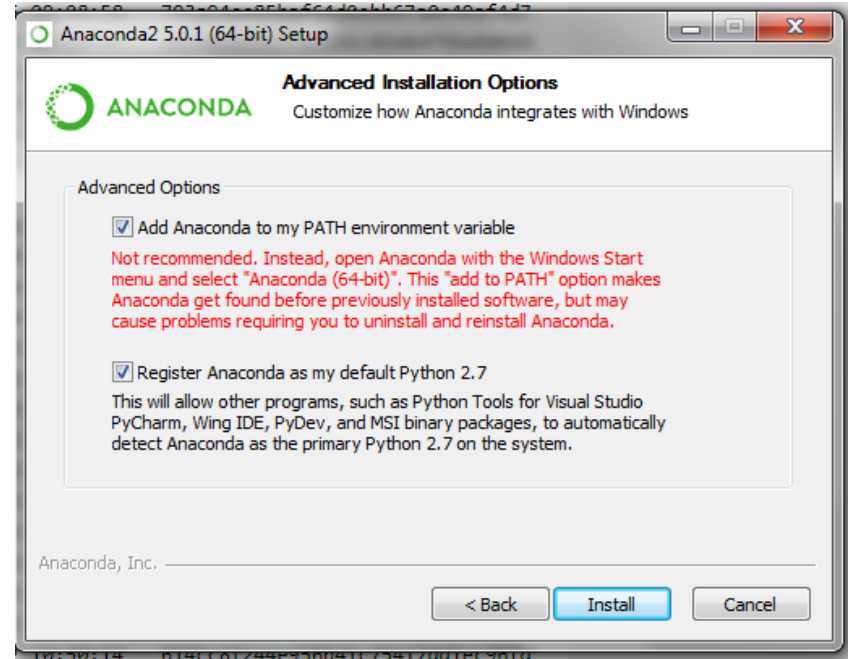 Anaconda2 5.0.1 (64-bit) Setup
Advanced Installation Options
ANACONDA
Customize how Anaconda integrates with Windows
Advanced Options
Add Anaconda to my PATH environment variable
Not recommended. Instead, open Anaconda with the Windows Start
menu and select "Anaconda (64-bit)". This "add to PATH" option makes
Anaconda get found before previously installed software, but may
cause problems requiring you to uninstall and reinstall Anaconda.
Register Anaconda as my default Python 2.7
This will allow other programs, such as Python Tools for Visual Studio
PyCharm, Wing IDE, PyDev, and MSI binary packages, to automatically
detect Anaconda as the primary Python 2.7 on the system.
Anaconda, Inc.
< Back
Install
Cancel